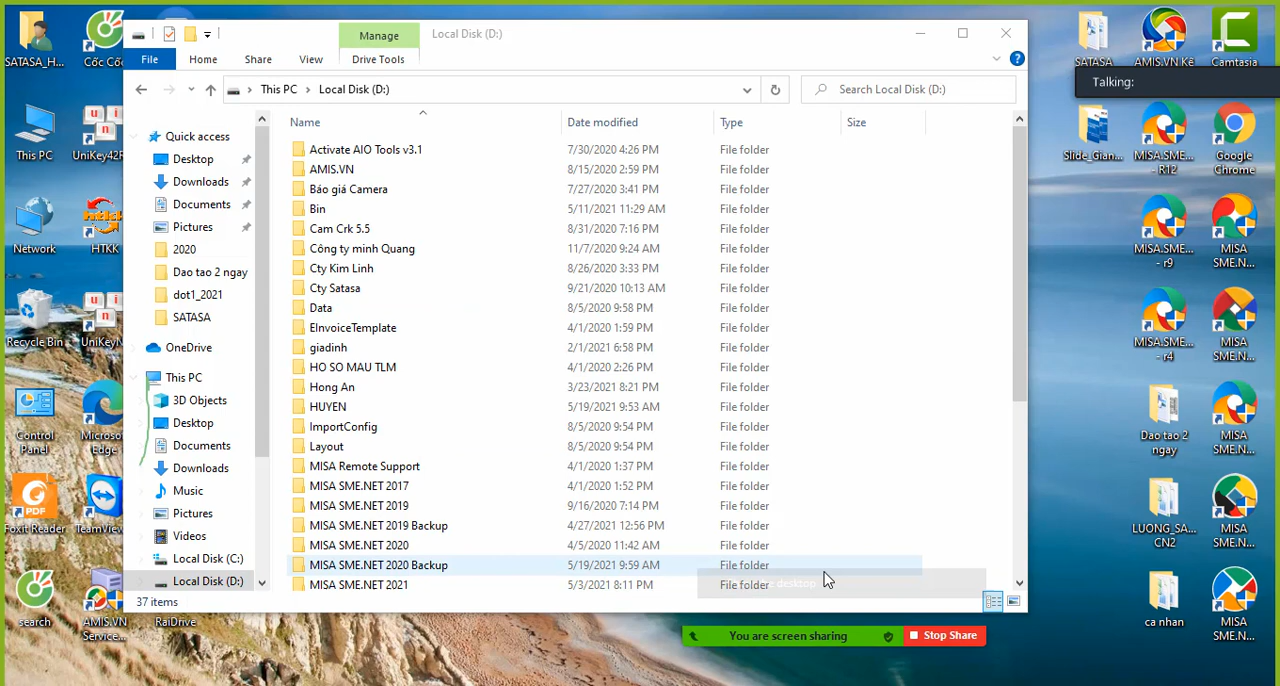 SATASA_H...
Cốc Cốc
This PC
UniKey42R
Network
HTKK
Recycle Bin
UniKeyN
Control
Panel
Microso
Edge
Foxit Reader
TeamView
search
AMIS.VN
Service...
RaiDrive
Manage
Local Disk (D:)
File
Home
Share
View
Drive Tools
This PC
Local Disk (D:)
Search Local Disk (D:)
Quick access
Desktop
Downloads
Documents
Pictures
2020
Dao tao 2 ngay
dot1_2021
SATASA
OneDrive
This PC
3D Objects
Desktop
Documents
Downloads
Music
Pictures
Videos
Local Disk (C:)
Local Disk (D:)
Name Date modified Type Size
Activate AIO Tools v3.1 7/30/2020 4:26 PM File folder
AMIS.VN 8/15/2020 2:59 PM File folder
Báo giá Camera 7/27/2020 3:41 PM File folder
Bin 5/11/2021 11:29 AM File folder
Cam Crk 5.5 8/31/2020 7:16 PM File folder
Công ty minh Quang 11/7/2020 9:24 AM File folder
Cty Kim Linh 8/26/2020 3:33 PM File folder
Cty Satasa 9/21/2020 10:13 AM File folder
Data 8/5/2020 9:58 PM File folder
EInvoiceTemplate 4/1/2020 1:59 PM File folder
giadinh 2/1/2021 6:58 PM File folder
HO SO MAU TLM 4/1/2020 2:26 PM File folder
Hong An 3/23/2021 8:21 PM File folder
HUYEN 5/19/2021 9:53 AM File folder
ImportConfig 8/5/2020 9:54 PM File folder
Layout 8/5/2020 9:54 PM File folder
MISA Remote Support 4/1/2020 1:37 PM File folder
MISA SME.NET 2017 4/1/2020 1:52 PM File folder
MISA SME.NET 2019 9/16/2020 7:14 PM File folder
MISA SME.NET 2019 Backup 4/27/2021 12:56 PM File folder
MISA SME.NET 2020 4/5/2020 11:42 AM File folder
MISA SME.NET 2020 Backup 5/19/2021 9:59 AM File folder
MISA SME.NET 2021 5/3/2021 8:11 PM File folder
desktop
37 items
You are screen sharing
Stop Share
SATASA
AMIS.VN Kế
Camtasia
Talking:
Slide_Gian...
MISA.SME...
- R12
Google
Chrome
MISA.SME...
- r9
MISA
SME.N...
MISA.SME...
- r4
MISA
SME.N...
Dao tao 2
ngay
MISA
SME.N...
LUONG_SA...
CN2
MISA
SME.N...
ca nhan
MISA
SME.N...